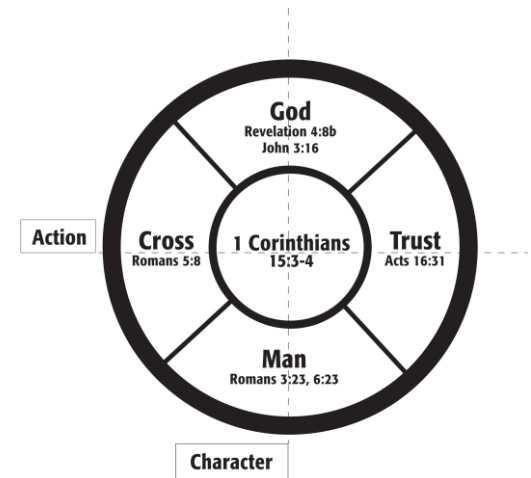 God
Revelation 4:8b
John 3:16
Action
Cross
Romans 5:8
1 Corinthians
15:3-4
Trust
Acts 16:31
Man
Romans 3:23, 6:23
Character